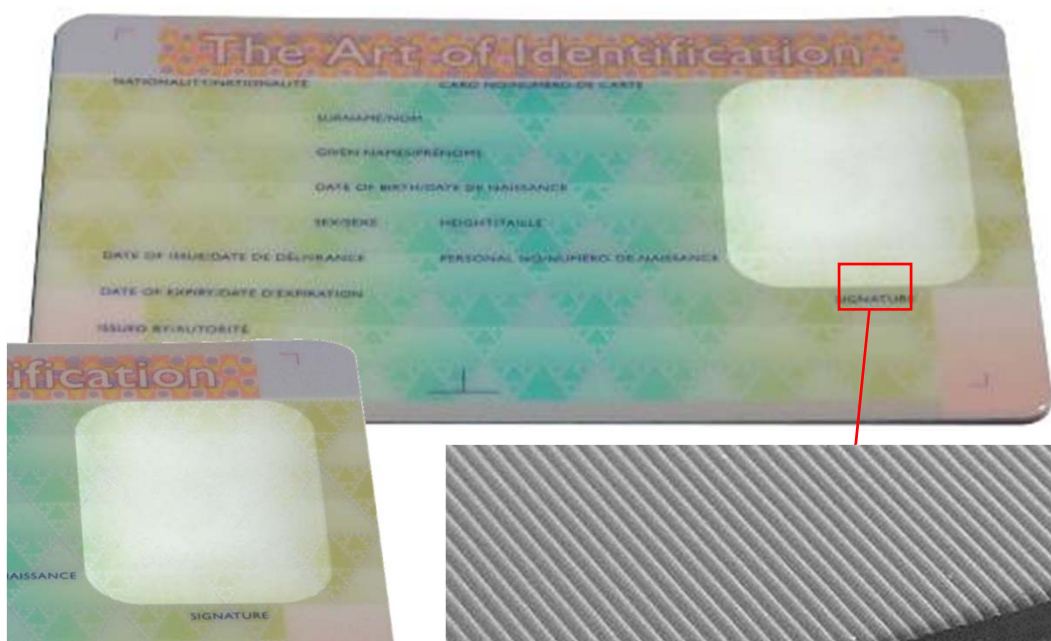 The Art of Identification
NATIONALITY/NATIONALITÉ CARD NO/NUMÉRO DE CARTE
SURNAME/NOM
GIVEN NAMES/PRÉNOMS
DATE OF BIRTH/DATE DE NAISSANCE
SEX/SEXE HEIGHT/TAILLE
DATE OF ISSUE/DATE DE DÉLIVRANCE PERSONAL NO/NUMÉRO DE NAISSANCE
DATE OF EXPIRY/DATE D'EXPIRATION SIGNATURE
ISSUED BY/AUTORITÉ
ification
NAISSANCE
SIGNATURE